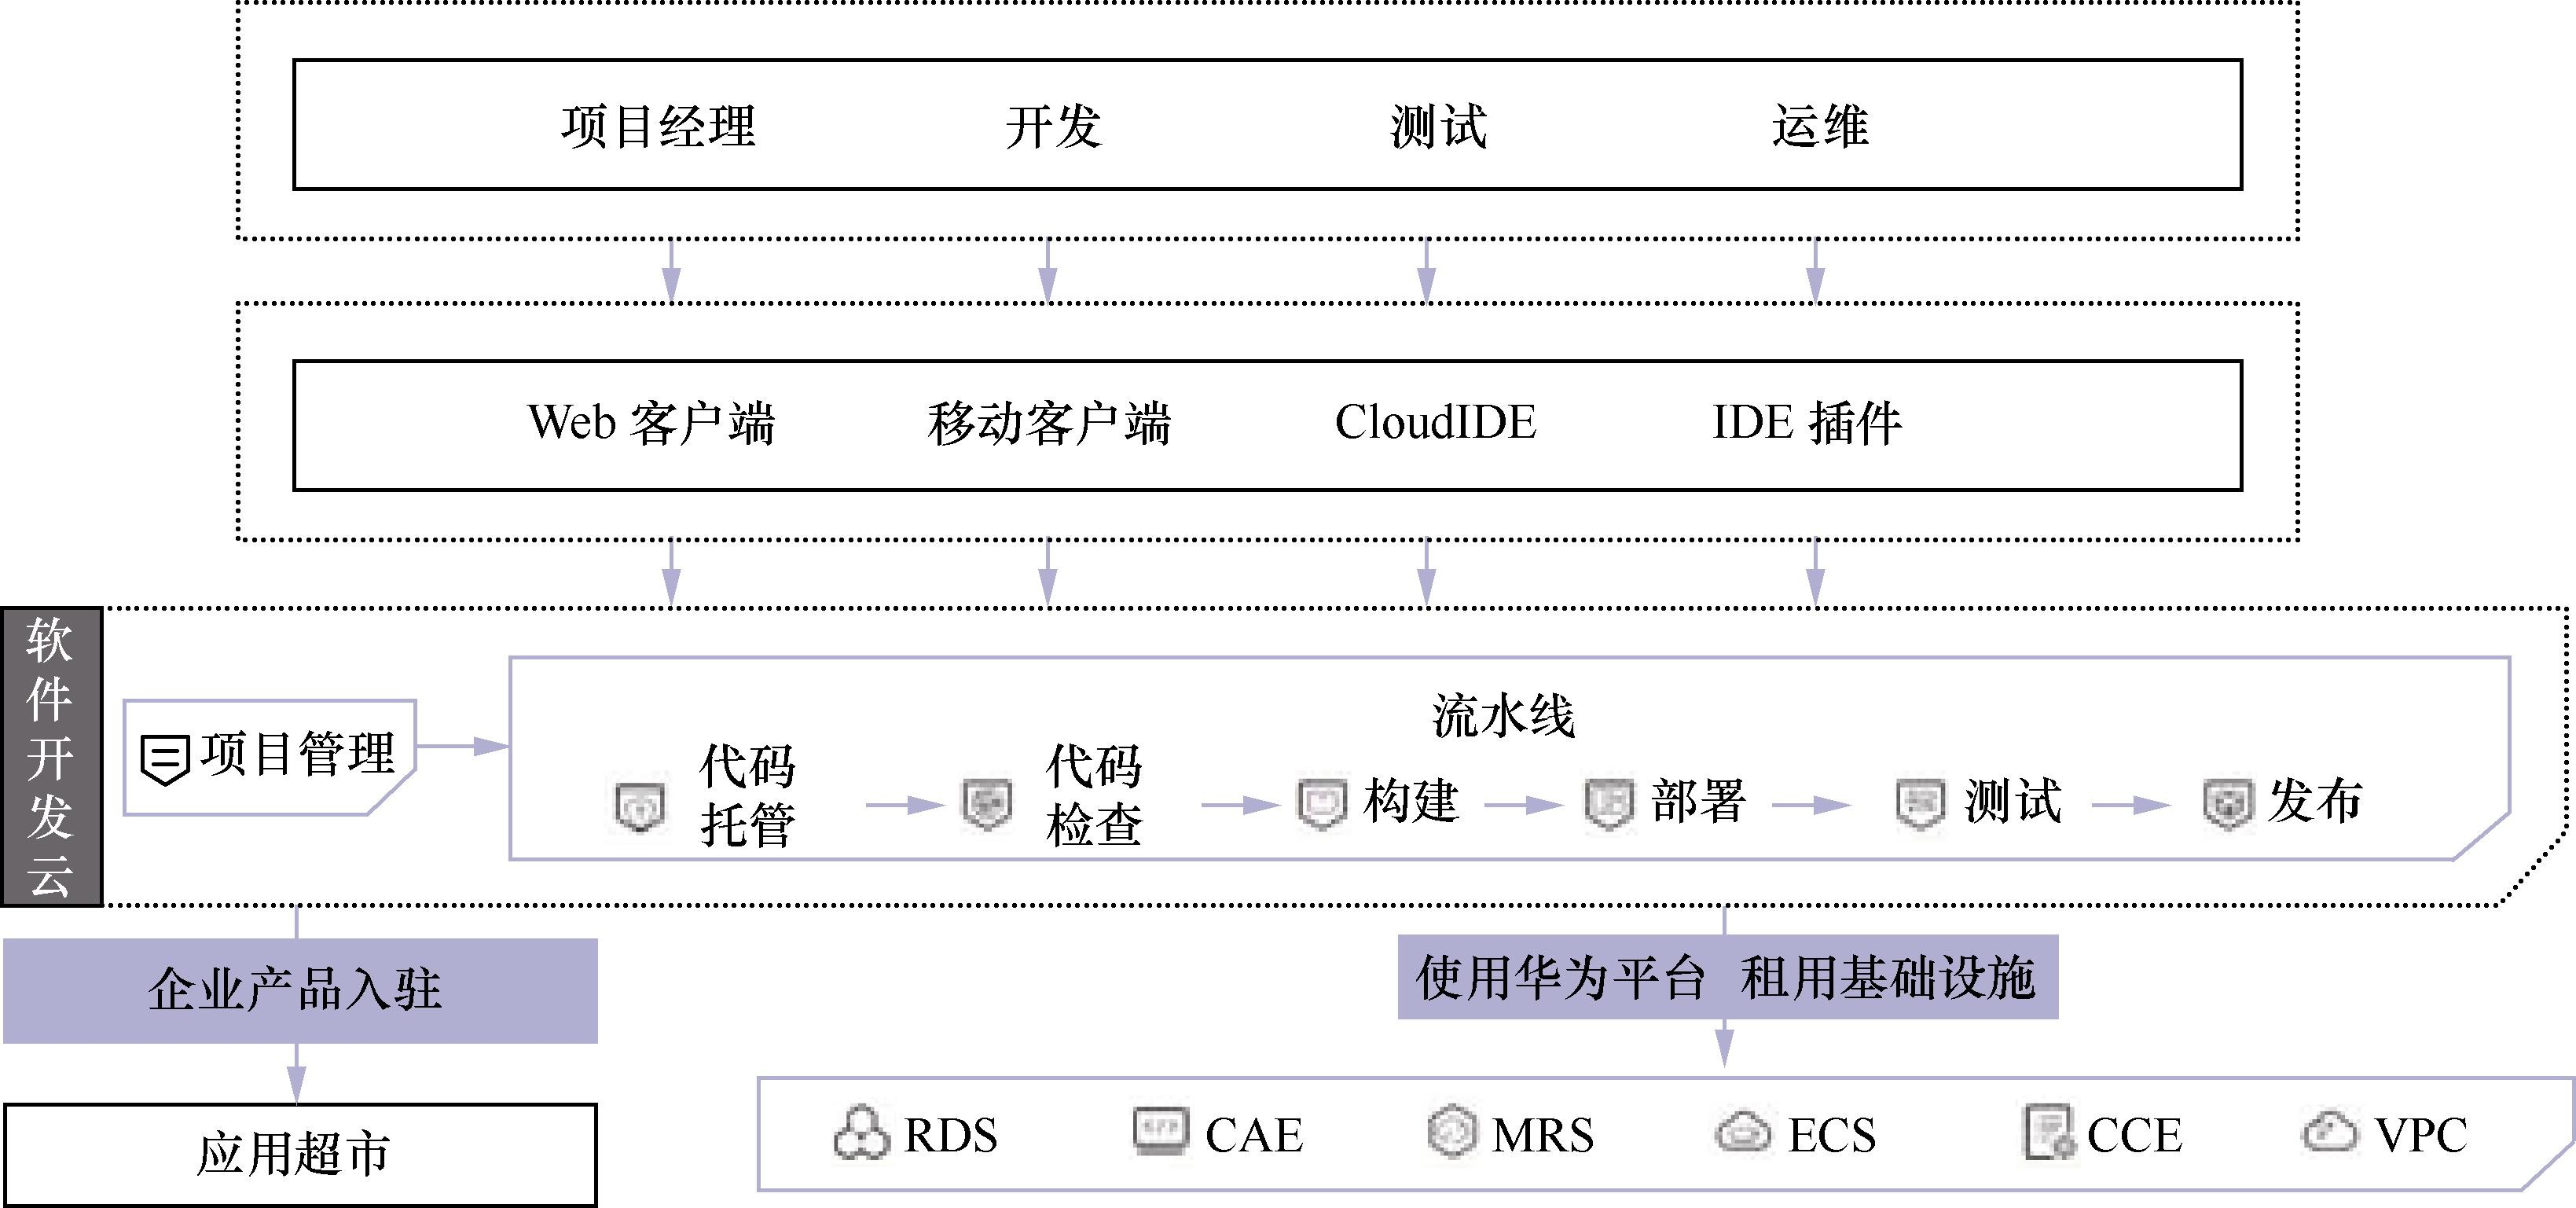 项目经理 开发 测试 运维
Web 客户端 移动客户端 CloudIDE IDE 插件
软件开发云
项目管理
流水线
代码托管
代码检查
构建
部署
测试
发布
企业产品入驻
使用华为平台 租用基础设施
应用超市
RDS CAE MRS ECS CCE VPC